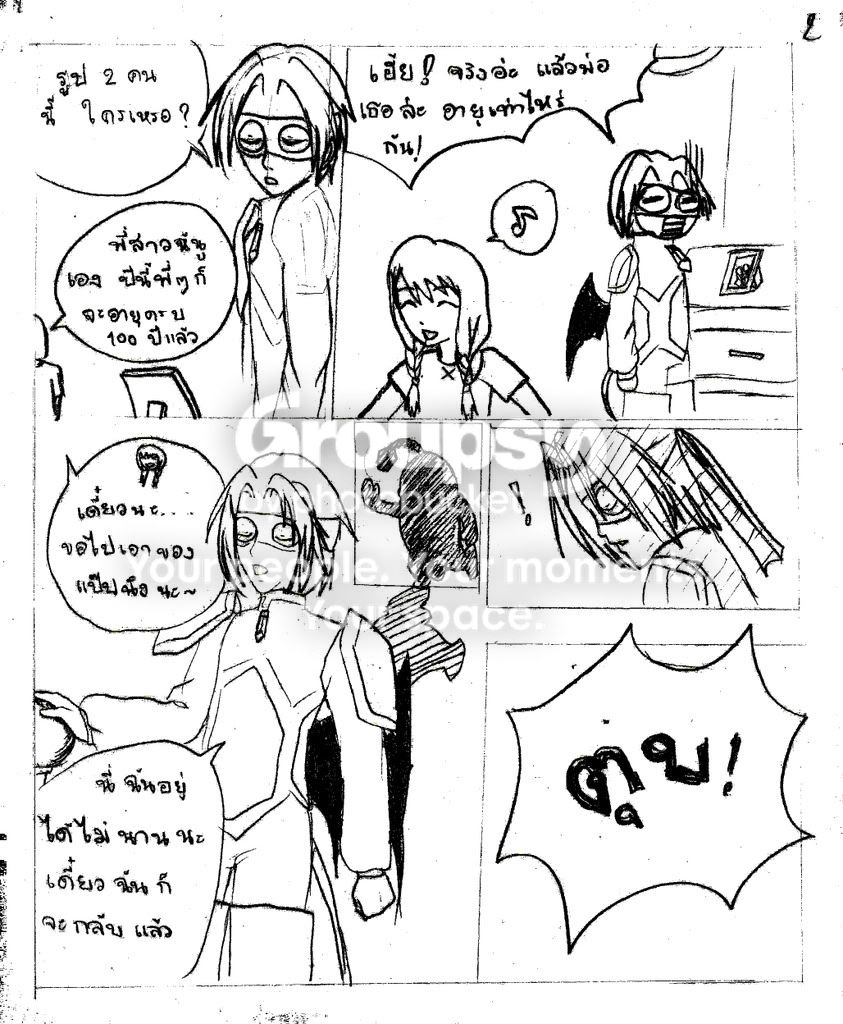 2
รูป 2 คน
นี้ ใครเหรอ?
พี่สาวฉัน
เอง ปีนี้พี่ๆก็
จะอายุครบ
100 ปีแล้ว
เฮ้ย! จริงอ่ะ แล้วพ่อ
เธอล่ะ อายุเท่าไหร่
กัน!
เดี๋ยวนะ....
ขอไปเอาของ
แป๊ปนึง นะ~
!
นี่ ฉันอยู่
ได้ไม่ นาน นะ
เดี๋ยว ฉัน ก็
จะกลับ แล้ว
ตุบ!
Groupsw
photobucket
Your people. Your moments.
Your space.